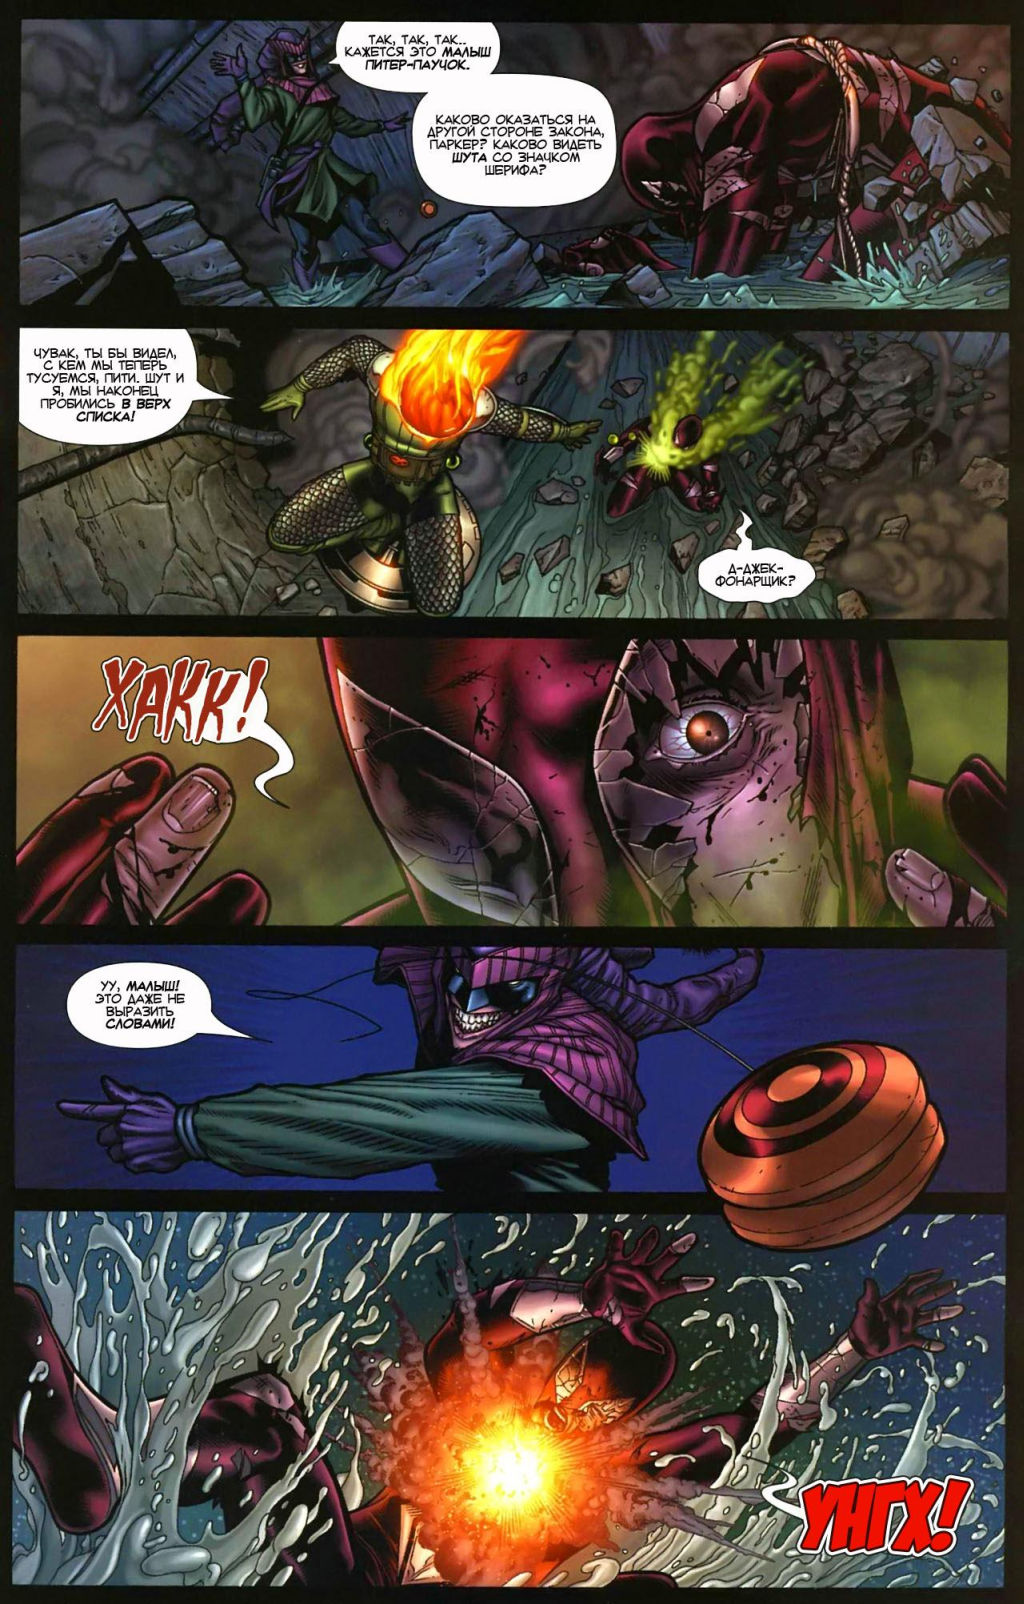 ТАК, ТАК, ТАК..
КАЖЕТСЯ ЭТО МАЛЫШ
ПИТЕР-ПАУЧОК.
КАКОВО ОКАЗАТЬСЯ НА
ДРУГОЙ СТОРОНЕ ЗАКОНА,
ПАРКЕР? КАКОВО ВИДЕТЬ
ШУТА СО ЗНАЧКОМ
ШЕРИФА?
ЧУВАК, ТЫ БЫ ВИДЕЛ,
С КЕМ МЫ ТЕПЕРЬ
ТУСУЕМСЯ, ПИТИ. ШУТ И
Я, МЫ НАКОНЕЦ
ПРОБИЛИСЬ В ВЕРХ
СПИСКА!
Д-ДЖЕК-
ФОНАРЩИК?
ХАКК!
УУ, МАЛЫШ!
ЭТО ДАЖЕ НЕ
ВЫРАЗИТЬ
СЛОВАМИ!
УНГХ!